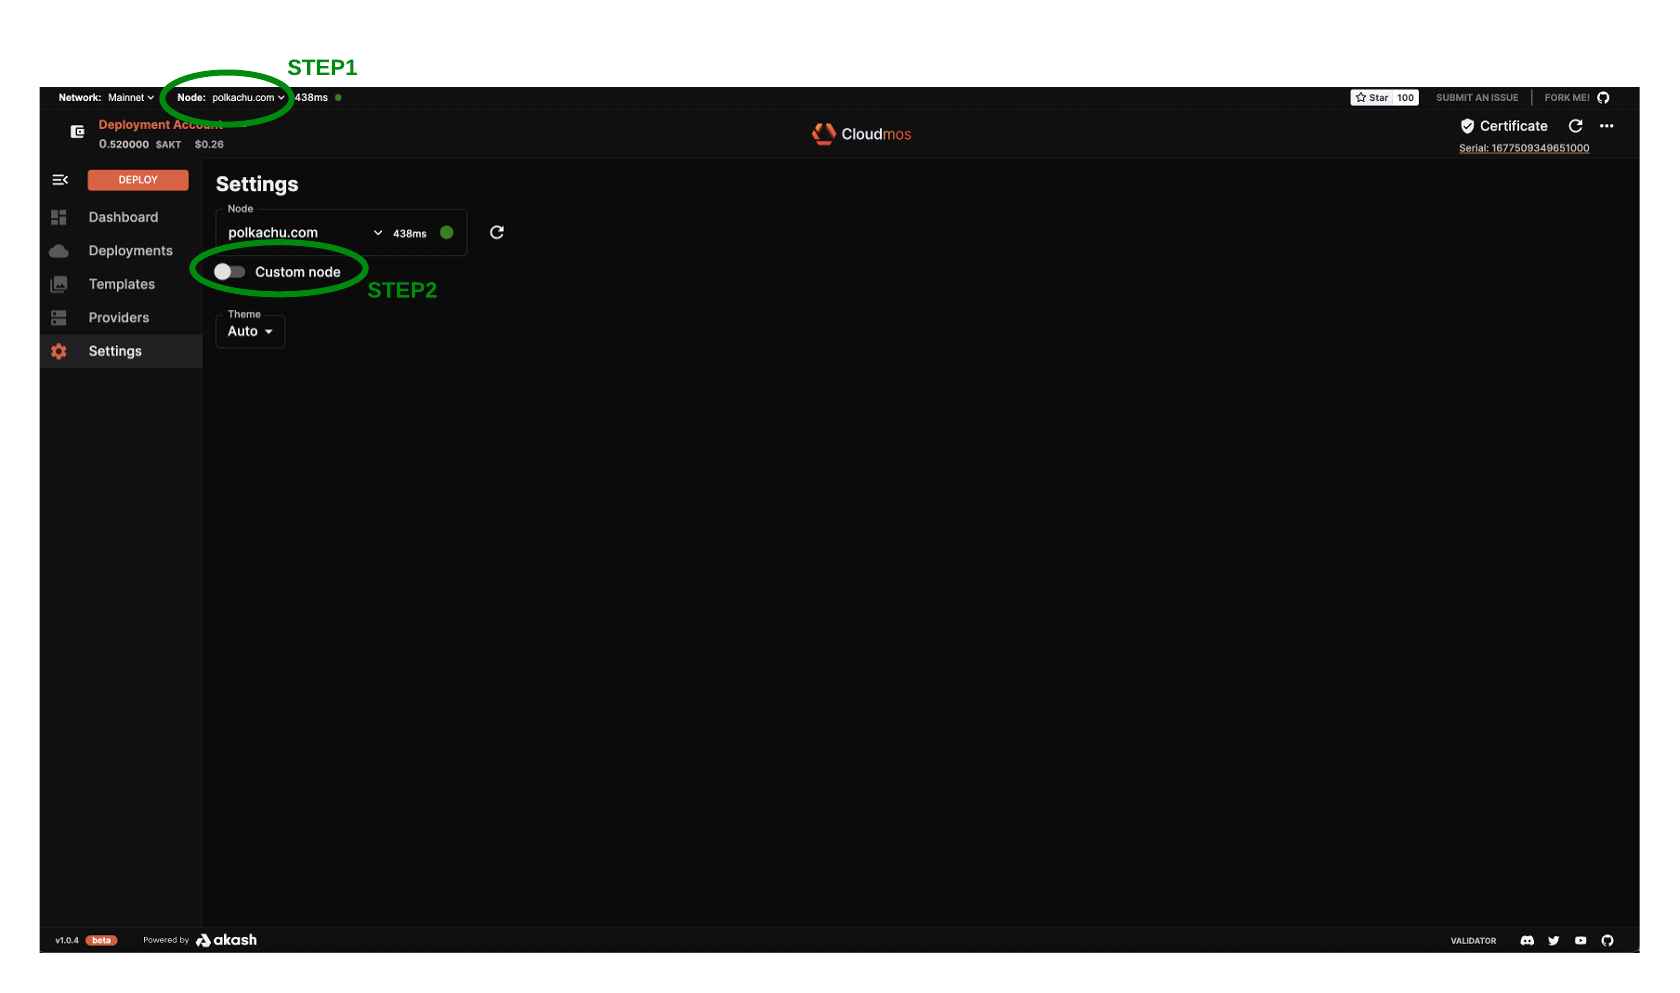 STEP1
Network: Mainnet Node: polkachu.com 438ms Star 100 SUBMIT AN ISSUE FORK ME!
Deployment Account Cloudmos Certificate
0.520000 $AKT $0.26 Serial: 1677509349651000
DEPLOY
Settings
Node
Dashboard
polkachu.com 438ms
Deployments
Custom node
Templates
STEP2
Theme
Providers
Auto
Settings
v1.0.4 beta Powered by akash VALIDATOR